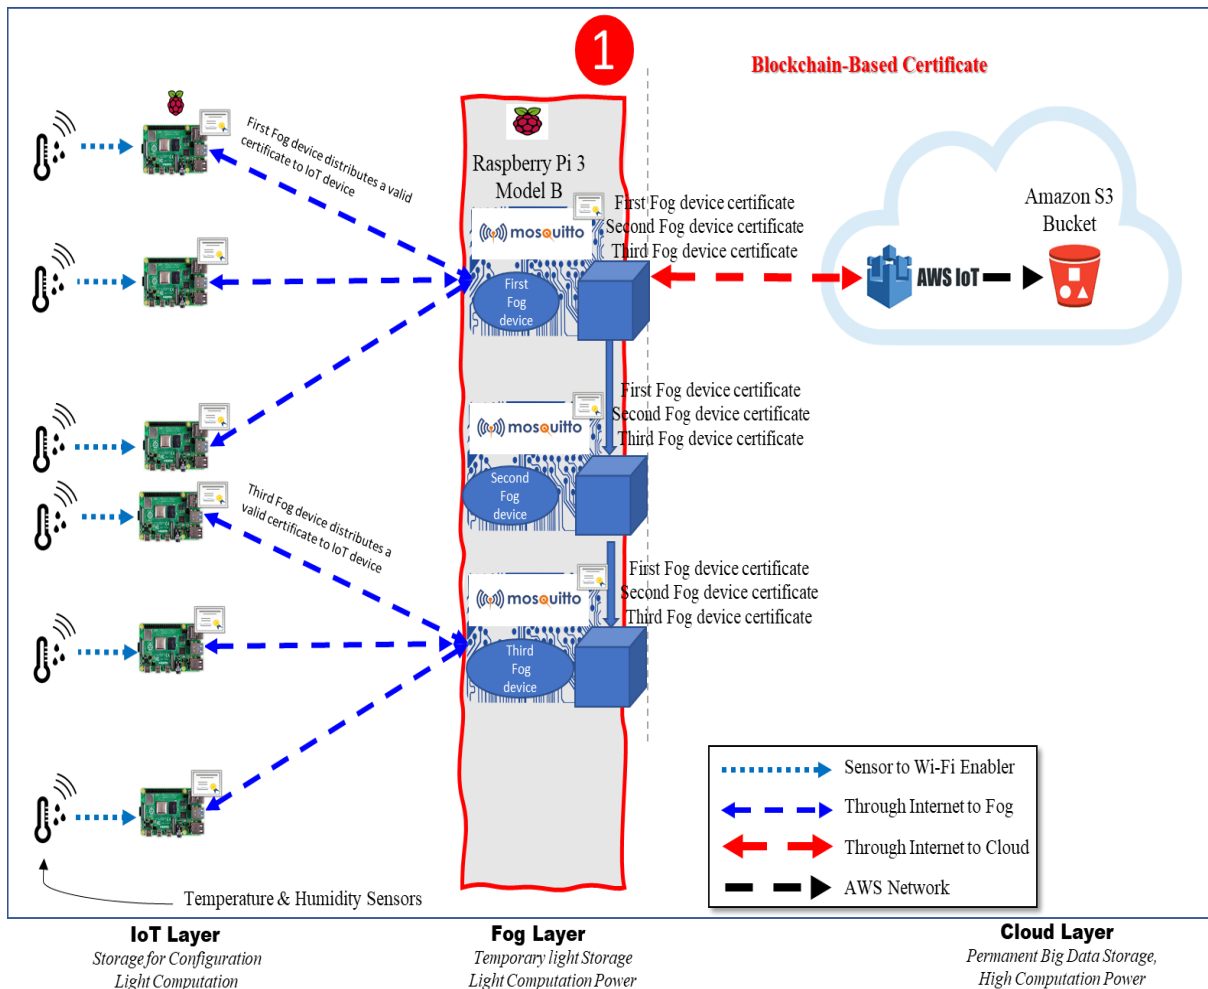 1
Blockchain-Based Certificate
First Fog device distributes a valid
certificate to IoT device
Raspberry Pi 3
Model B
mosquitto
First
Fog
device
First Fog device certificate
Second Fog device certificate
Third Fog device certificate
AWS IoT
Amazon S3
Bucket
mosquitto
Second
Fog
device
First Fog device certificate
Second Fog device certificate
Third Fog device certificate
Third Fog device distributes a
valid certificate to IoT device
mosquitto
Third
Fog
device
First Fog device certificate
Second Fog device certificate
Third Fog device certificate
Sensor to Wi-Fi Enabler
Through Internet to Fog
Through Internet to Cloud
AWS Network
Temperature & Humidity Sensors
IoT Layer
Storage for Configuration
Light Computation
Fog Layer
Temporary light Storage
Light Computation Power
Cloud Layer
Permanent Big Data Storage,
High Computation Power